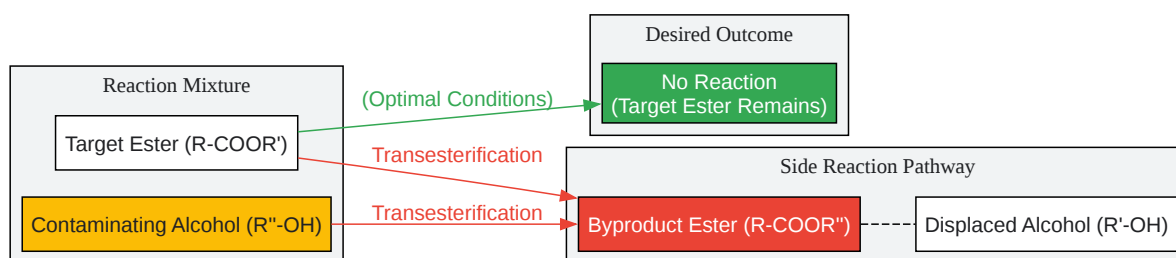 Desired Outcome
No Reaction
(Target Ester Remains)
Reaction Mixture
(Optimal Conditions)
Target Ester (R-COOR')
Transesterification
Side Reaction Pathway
Contaminating Alcohol (R''-OH)
Transesterification
Byproduct Ester (R-COOR'')
Displaced Alcohol (R'-OH)